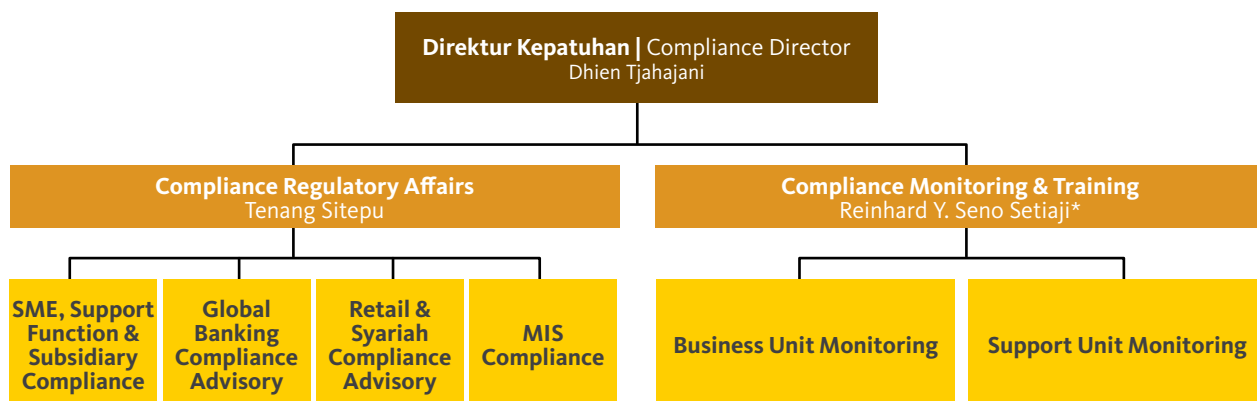 Direktur Kepatuhan | Compliance Director
Dhien Tjahajani
Compliance Regulatory Affairs
Tenang Sitepu
Compliance Monitoring & Training
Reinhard Y. Seno Setiaji*
SME, Support
Function &
Subsidiary
Compliance
Global
Banking
Compliance
Advisory
Retail &
Syariah
Compliance
Advisory
MIS
Compliance
Business Unit Monitoring
Support Unit Monitoring